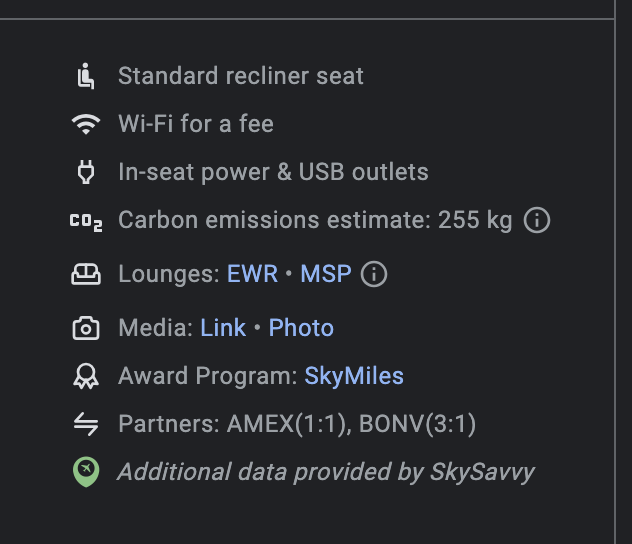 Standard recliner seat
Wi-Fi for a fee
In-seat power & USB outlets
CO2 Carbon emissions estimate: 255 kg
Lounges: EWR • MSP
Media: Link • Photo
Award Program: SkyMiles
Partners: AMEX(1:1), BONV(3:1)
Additional data provided by SkySavvy